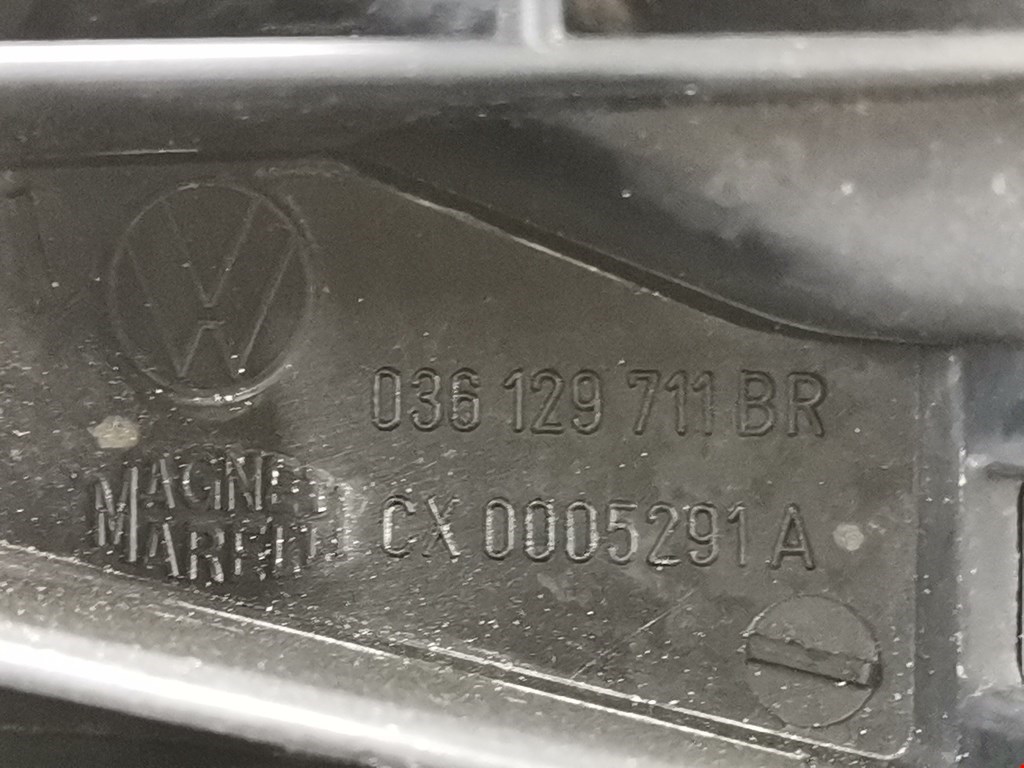 036 129 711 BR
MAGNETI CX 0005291 A
MARELLI